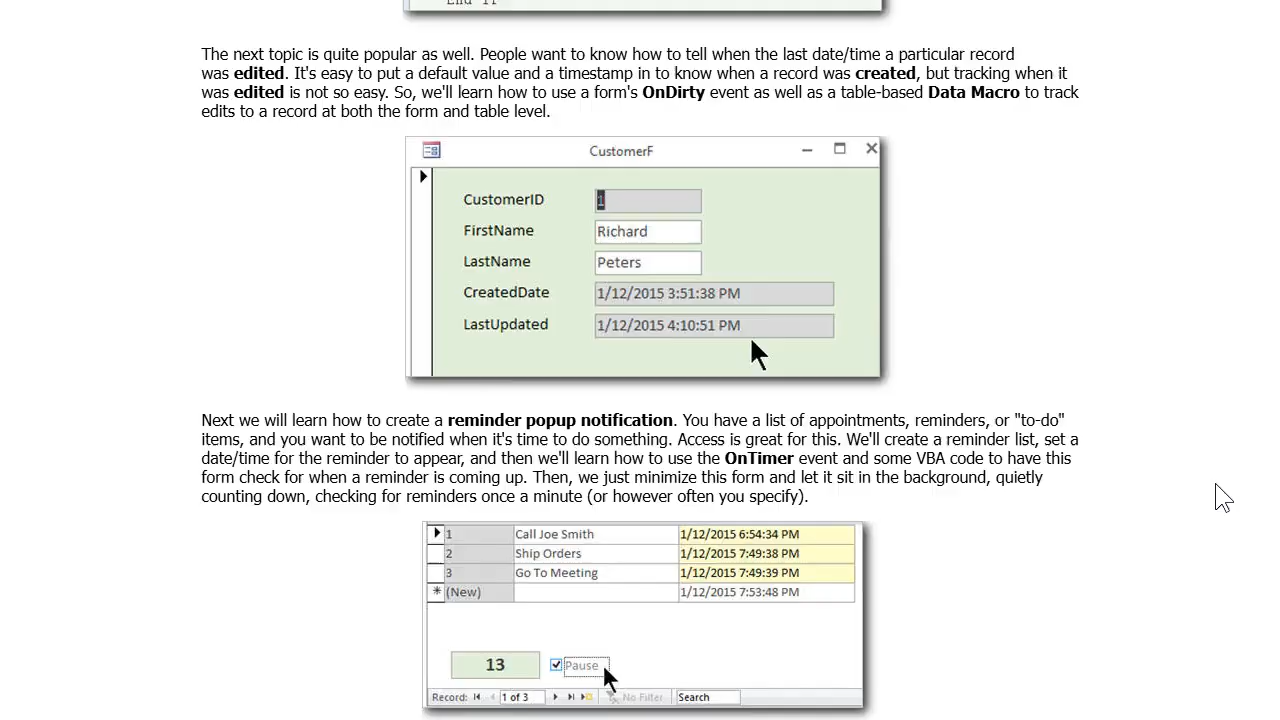 End If
The next topic is quite popular as well. People want to know how to tell when the last date/time a particular record
was edited. It's easy to put a default value and a timestamp in to know when a record was created, but tracking when it
was edited is not so easy. So, we'll learn how to use a form's OnDirty event as well as a table-based Data Macro to track
edits to a record at both the form and table level.
CustomerF
CustomerID 1
FirstName Richard
LastName Peters
CreatedDate 1/12/2015 3:51:38 PM
LastUpdated 1/12/2015 4:10:51 PM
Next we will learn how to create a reminder popup notification. You have a list of appointments, reminders, or "to-do"
items, and you want to be notified when it's time to do something. Access is great for this. We'll create a reminder list, set a
date/time for the reminder to appear, and then we'll learn how to use the OnTimer event and some VBA code to have this
form check for when a reminder is coming up. Then, we just minimize this form and let it sit in the background, quietly
counting down, checking for reminders once a minute (or however often you specify).
1 Call Joe Smith 1/12/2015 6:54:34 PM
2 Ship Orders 1/12/2015 7:49:38 PM
3 Go To Meeting 1/12/2015 7:49:39 PM
* (New) 1/12/2015 7:53:48 PM
13 Pause
Record: 1 of 3 No Filter Search